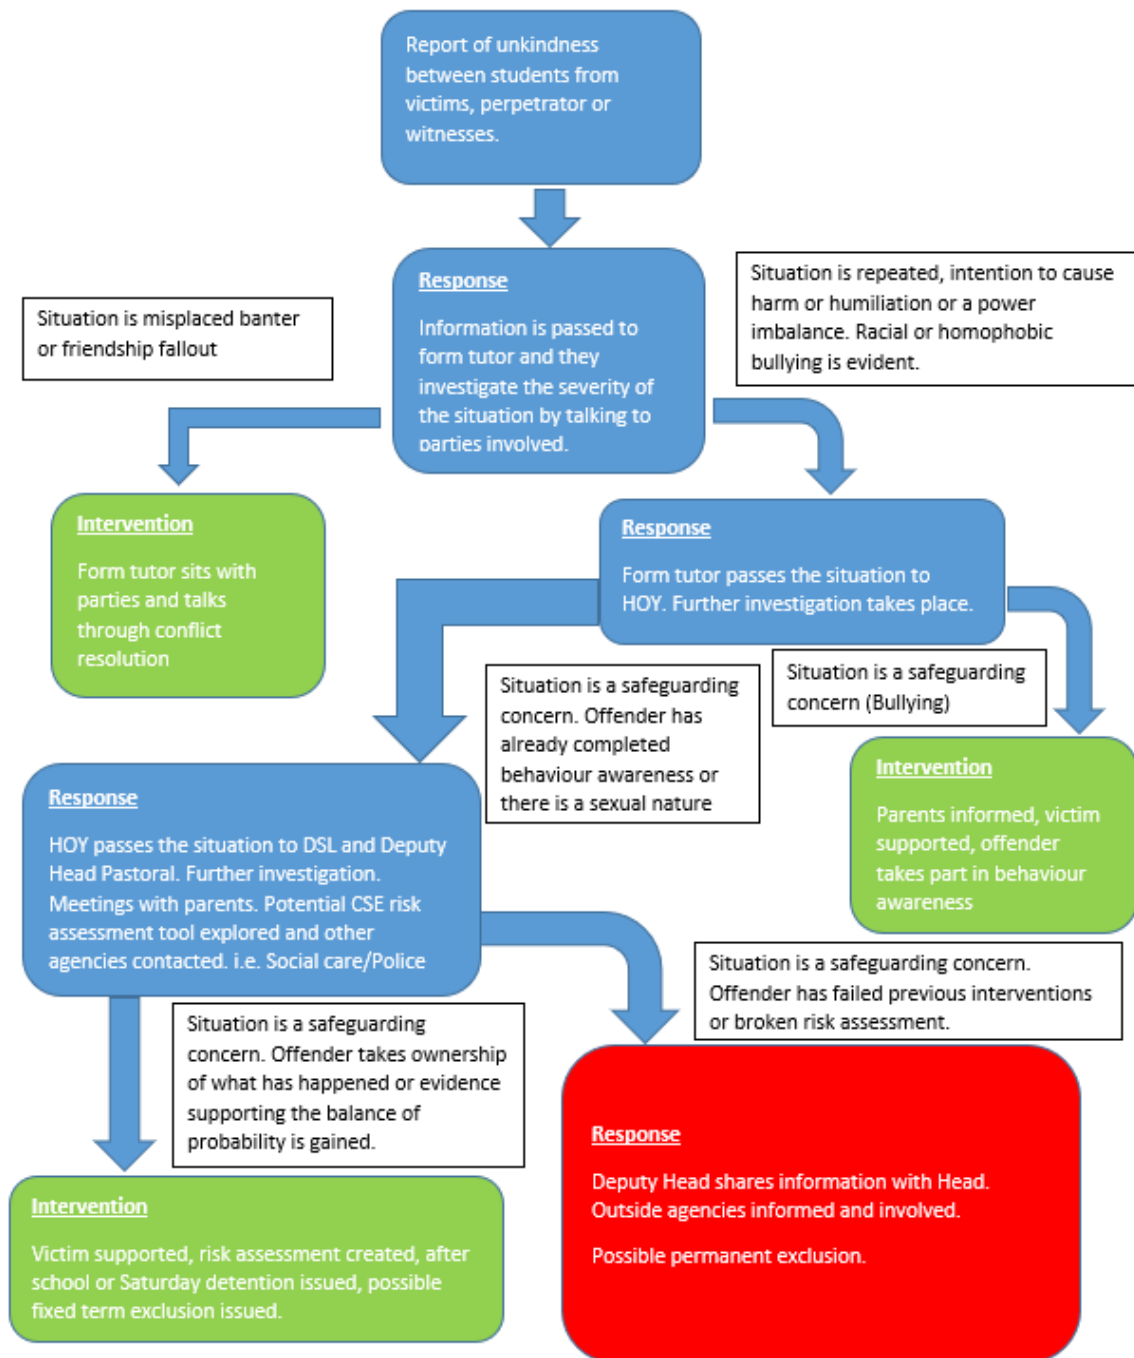 Report of unkindness
between students from
victims, perpetrator or
witnesses.
Response
Information is passed to
form tutor and they
investigate the severity of
the situation by talking to
parties involved.
Situation is misplaced banter
or friendship fallout
Situation is repeated, intention to cause
harm or humiliation or a power
imbalance. Racial or homophobic
bullying is evident.
Intervention
Form tutor sits with
parties and talks
through conflict
resolution
Response
Form tutor passes the situation to
HOY. Further investigation takes place.
Situation is a safeguarding
concern. Offender has
already completed
behaviour awareness or
there is a sexual nature
Situation is a safeguarding
concern (Bullying)
Intervention
Parents informed, victim
supported, offender
takes part in behaviour
awareness
Response
HOY passes the situation to DSL and Deputy
Head Pastoral. Further investigation.
Meetings with parents. Potential CSE risk
assessment tool explored and other
agencies contacted. i.e. Social care/Police
Situation is a safeguarding concern.
Offender has failed previous interventions
or broken risk assessment.
Situation is a safeguarding
concern. Offender takes ownership
of what has happened or evidence
supporting the balance of
probability is gained.
Response
Deputy Head shares information with Head.
Outside agencies informed and involved.
Possible permanent exclusion.
Intervention
Victim supported, risk assessment created, after
school or Saturday detention issued, possible
fixed term exclusion issued.